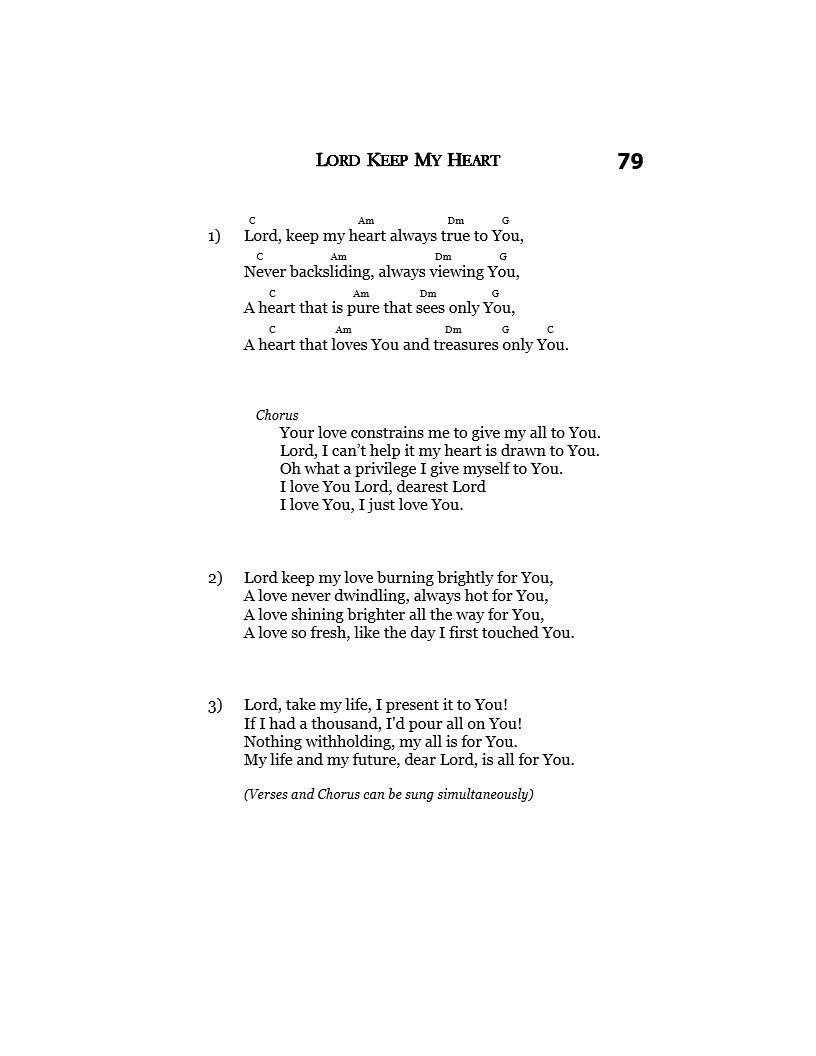 LORD KEEP MY HEART 79
C Am Dm G
1) Lord, keep my heart always true to You,
C Am Dm G
Never backsliding, always viewing You,
C Am Dm G
A heart that is pure that sees only You,
C Am Dm G C
A heart that loves You and treasures only You.
Chorus
Your love constrains me to give my all to You.
Lord, I can’t help it my heart is drawn to You.
Oh what a privilege I give myself to You.
I love You Lord, dearest Lord
I love You, I just love You.
2) Lord keep my love burning brightly for You,
A love never dwindling, always hot for You,
A love shining brighter all the way for You,
A love so fresh, like the day I first touched You.
3) Lord, take my life, I present it to You!
If I had a thousand, I'd pour all on You!
Nothing withholding, my all is for You.
My life and my future, dear Lord, is all for You.
(Verses and Chorus can be sung simultaneously)